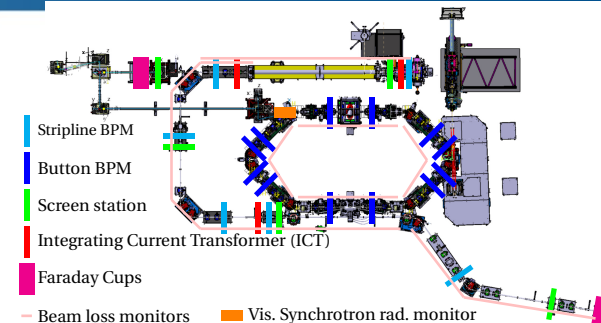 Stripline BPM
Button BPM
Screen station
Integrating Current Transformer (ICT)
Faraday Cups
Beam loss monitors
Vis. Synchrotron rad. monitor